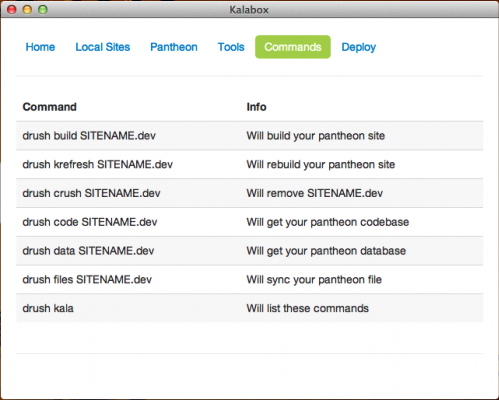 Kalabox
Home Local Sites Pantheon Tools Commands Deploy
Command Info
drush build SITENAME.dev Will build your pantheon site
drush krefresh SITENAME.dev Will rebuild your pantheon site
drush crush SITENAME.dev Will remove SITENAME.dev
drush code SITENAME.dev Will get your pantheon codebase
drush data SITENAME.dev Will get your pantheon database
drush files SITENAME.dev Will sync your pantheon file
drush kala Will list these commands